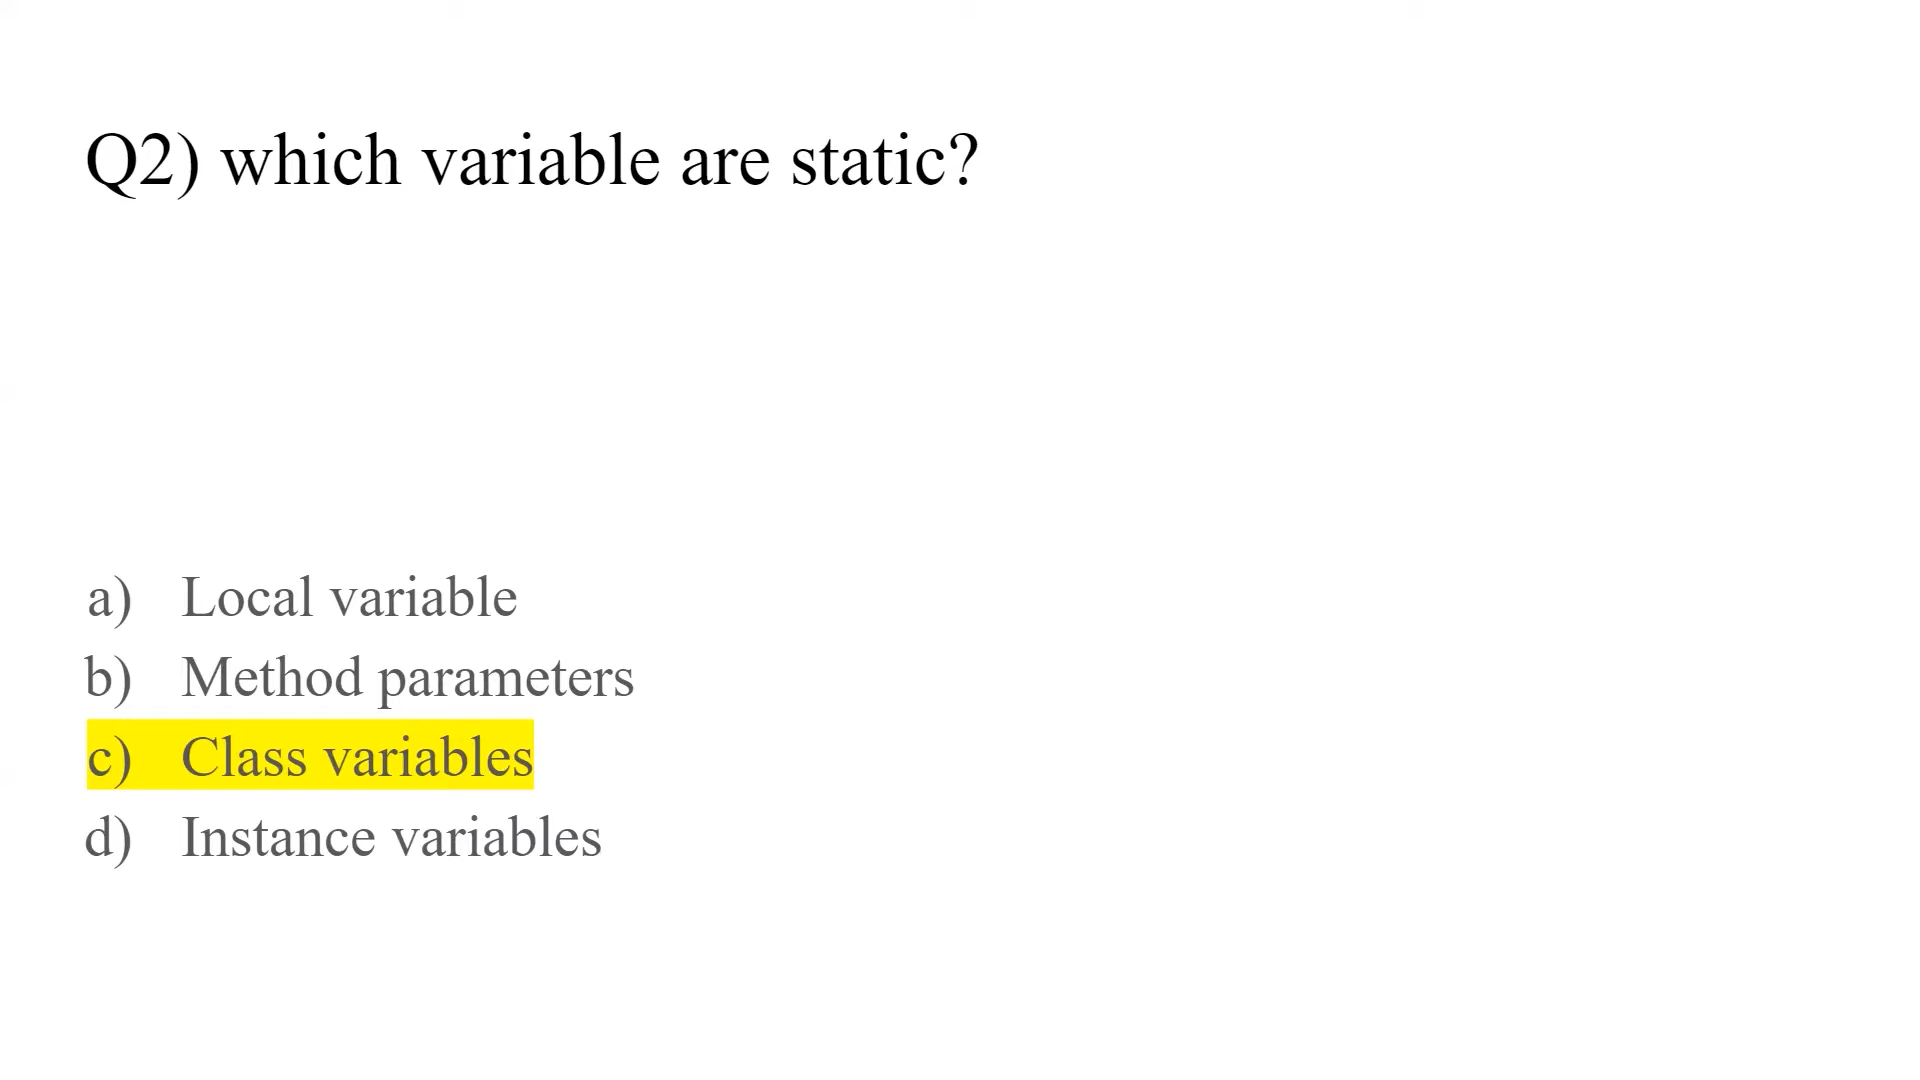 Q2) which variable are static?
a) Local variable
b) Method parameters
c) Class variables
d) Instance variables